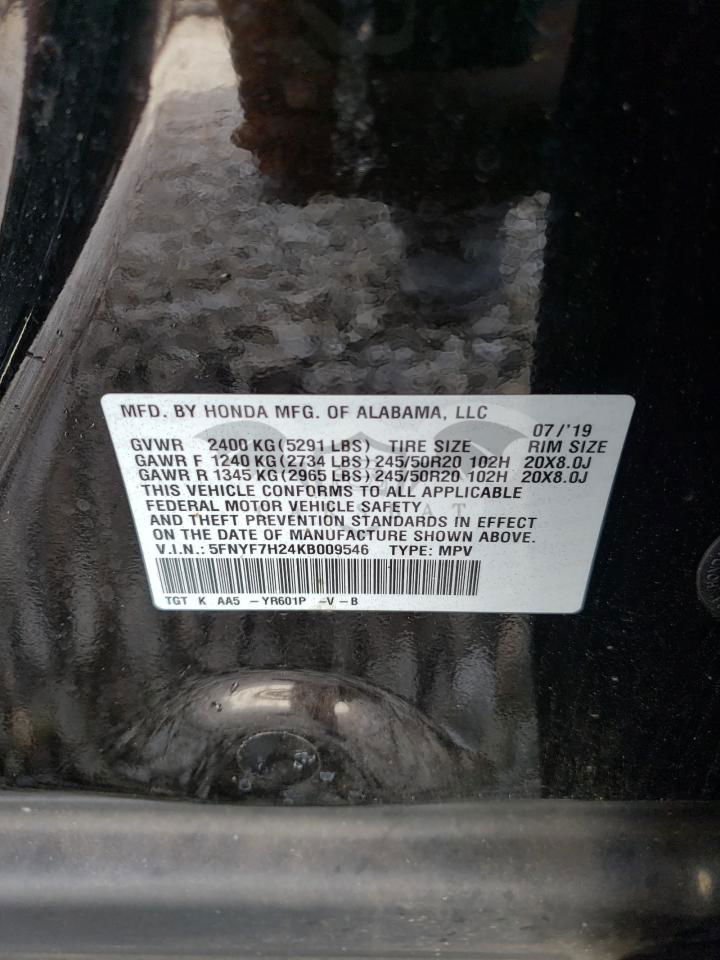 MFD. BY HONDA MFG. OF ALABAMA, LLC
07/'19
GVWR 2400 KG(5291 LBS) TIRE SIZE RIM SIZE
GAWR F 1240 KG(2734 LBS)245/50R20 102H 20X8.0J
GAWR R 1345 KG(2965 LBS)245/50R20 102H 20X8.0J
THIS VEHICLE CONFORMS TO ALL APPLICABLE
FEDERAL MOTOR VEHICLE SAFETY
AND THEFT PREVENTION STANDARDS IN EFFECT
ON THE DATE OF MANUFACTURE SHOWN ABOVE.
V.I.N.: 5FNYF7H24KB009546 TYPE: MPV
TGT K AA5 -YR601P -V-B